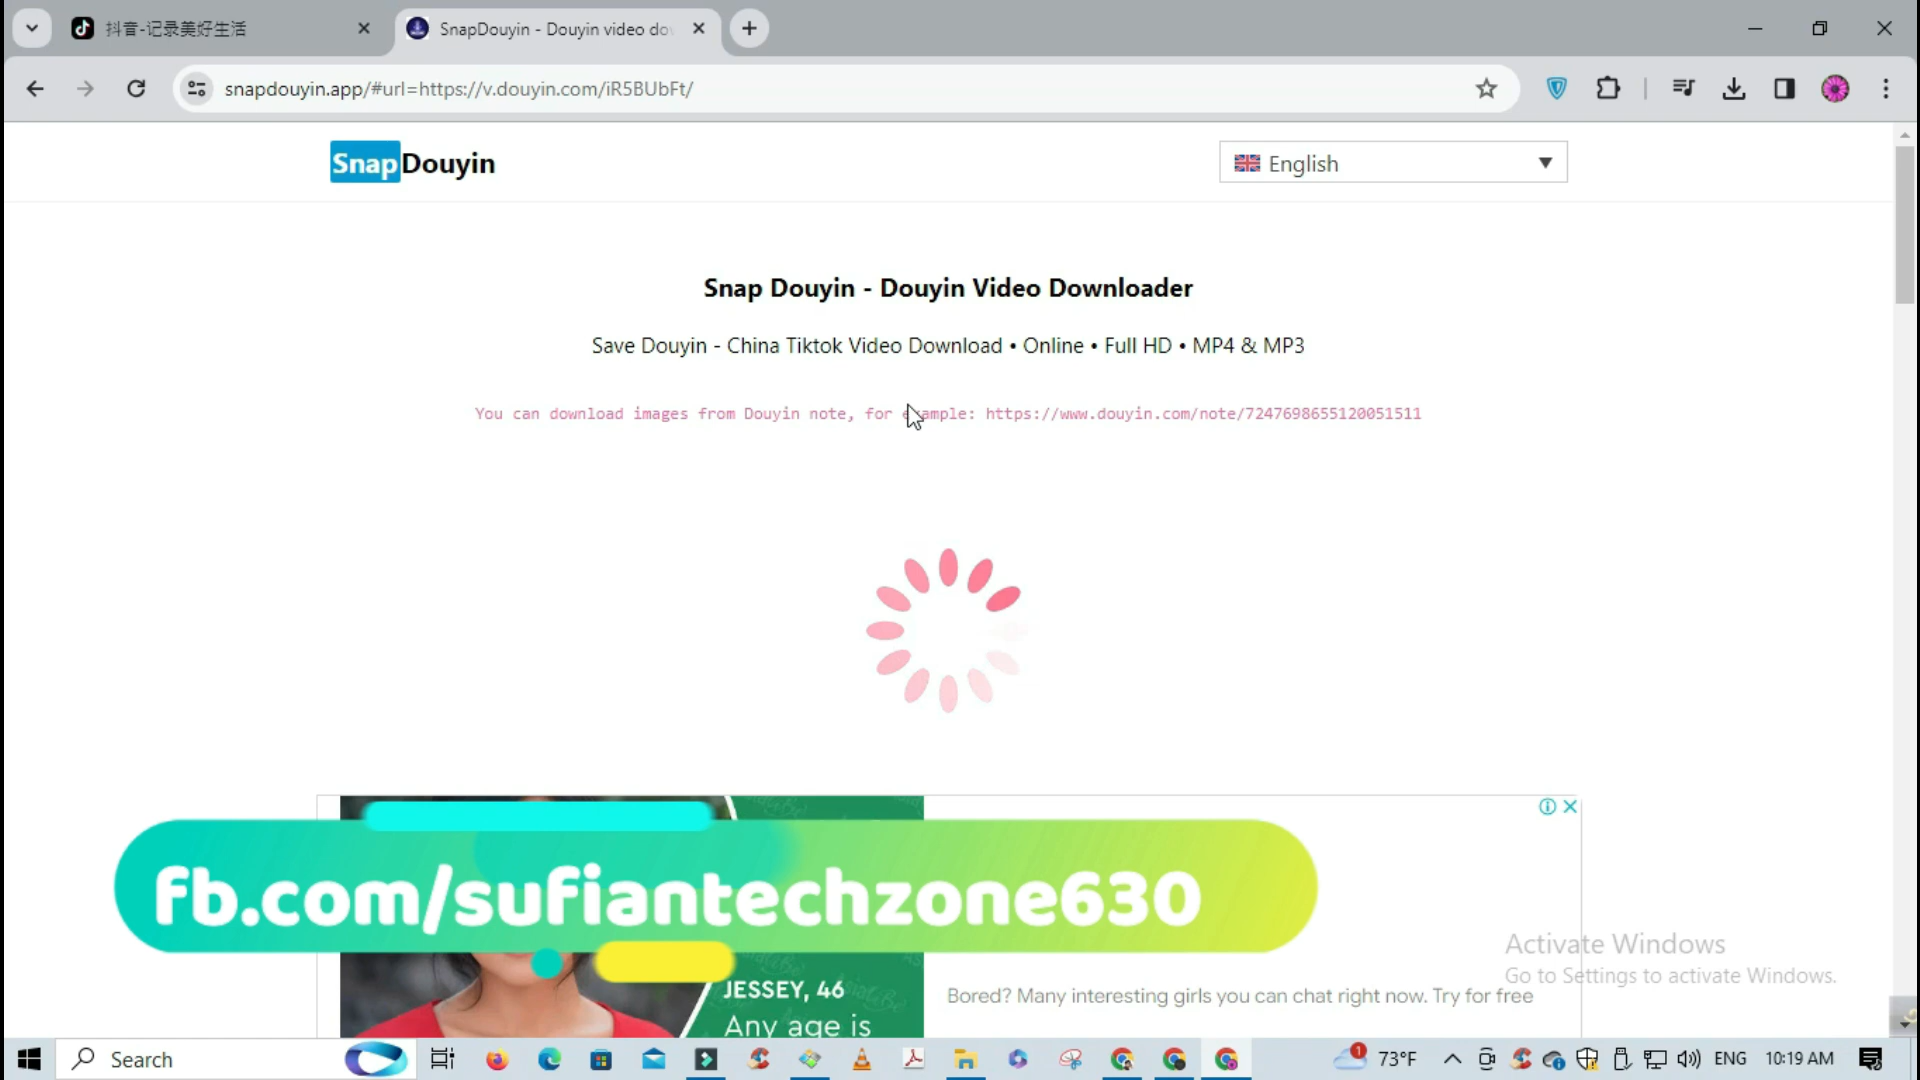 抖音-记录美好生活
SnapDouyin - Douyin video do
snapdouyin.app/#url=https://v.douyin.com/iR5BUbFt/
SnapDouyin
English
Snap Douyin - Douyin Video Downloader
Save Douyin - China Tiktok Video Download • Online • Full HD • MP4 & MP3
You can download images from Douyin note, for example: https://www.douyin.com/note/7247698655120051511
fb.com/sufiantechzone630
JESSEY, 46
Any age is
Bored? Many interesting girls you can chat right now. Try for free
Activate Windows
Go to Settings to activate Windows.
Search
1
73°F
ENG
10:19 AM